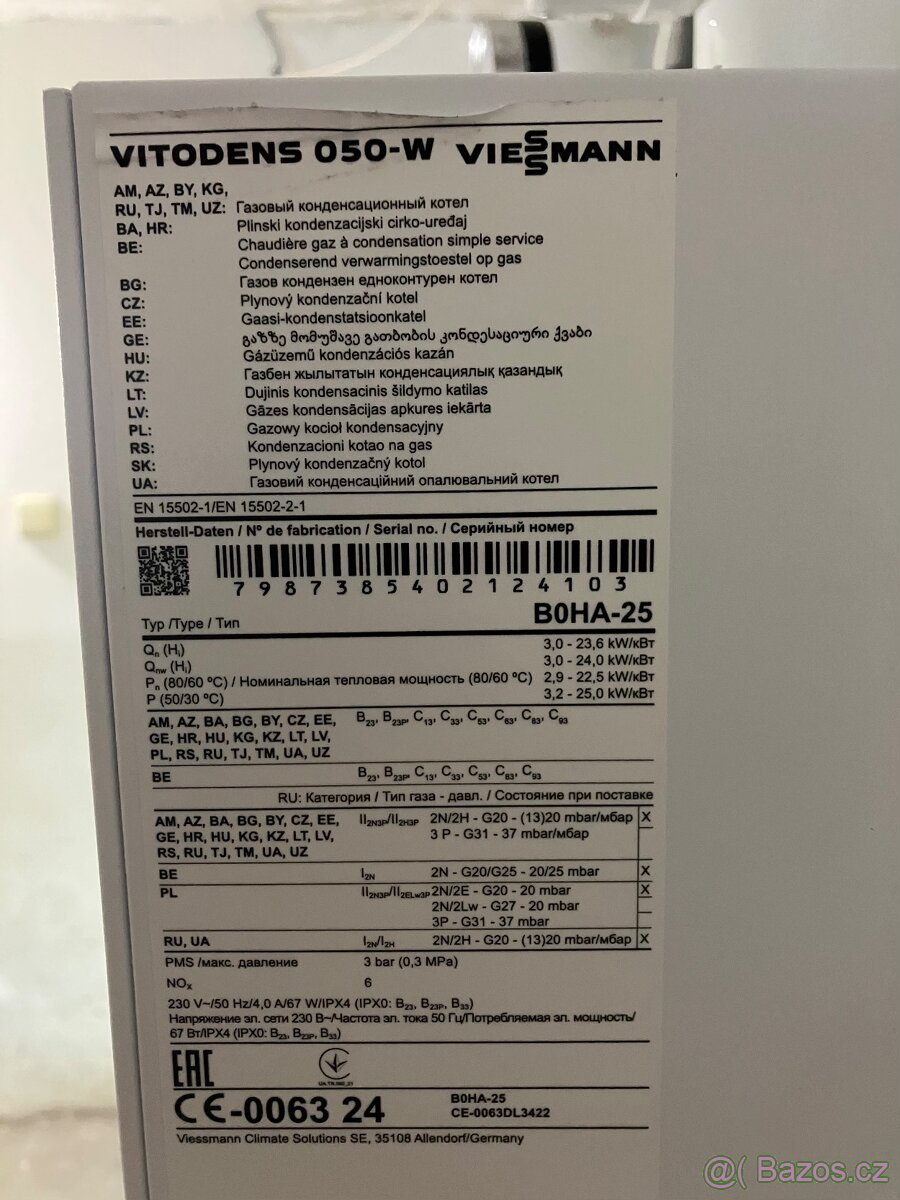 VITODENS 050-W VIESSMANN
AM, AZ, BY, KG,
RU, TJ, TM, UZ: Газовый конденсационный котел
BA, HR: Plinski kondenzacijski cirko-uređaj
BE: Chaudière gaz à condensation simple service
Condenserend verwarmingstoestel op gas
BG: Газов кондензен едноконтурен котел
CZ: Plynový kondenzační kotel
EE: Gaasi-kondenstatsioonkatel
GE: გაზზე მომუშავე გათბობის კონდესაციური ქვაბი
HU: Gázüzemű kondenzációs kazán
KZ: Газбен жылытатын конденсациялық қазандық
LT: Dujinis kondensacinis šildymo katilas
LV: Gāzes kondensācijas apkures iekārta
PL: Gazowy kocioł kondensacyjny
RS: Kondenzacioni kotao na gas
SK: Plynový kondenzačný kotol
UA: Газовий конденсаційний опалювальний котел
EN 15502-1/EN 15502-2-1
Herstell-Daten / Nº de fabrication / Serial no. / Серийный номер
7987385402124103
Typ /Type / Тип B0HA-25
Qn (Hi) 3,0 - 23,6 kW/кВт
Qnw (Hi) 3,0 - 24,0 kW/кВт
Pn (80/60 ºC) / Номинальная тепловая мощность (80/60 ºC) 2,9 - 22,5 kW/кВт
P (50/30 ºC) 3,2 - 25,0 kW/кВт
AM, AZ, BA, BG, BY, CZ, EE, B23, B23P, C13, C33, C53, C63, C83, C93
GE, HR, HU, KG, KZ, LT, LV,
PL, RS, RU, TJ, TM, UA, UZ
BE B23, B23P, C13, C33, C53, C83, C93
RU: Категория / Тип газа - давл. / Состояние при поставке
AM, AZ, BA, BG, BY, CZ, EE, II2N3P/II2H3P 2N/2H - G20 - (13)20 mbar/мбар X
GE, HR, HU, KG, KZ, LT, LV, 3 P - G31 - 37 mbar/мбар
RS, RU, TJ, TM, UA, UZ
BE I2N 2N - G20/G25 - 20/25 mbar X
PL II2N3P/II2ELw3P 2N/2E - G20 - 20 mbar X
2N/2Lw - G27 - 20 mbar
3P - G31 - 37 mbar
RU, UA I2N/I2H 2N/2H - G20 - (13)20 mbar/мбар X
PMS /макс. давление 3 bar (0,3 MPa)
NOx 6
230 V~/50 Hz/4,0 A/67 W/IPX4 (IPX0: B23, B23P, B33)
Напряжение эл. сети 230 В~/Частота эл. тока 50 Гц/Потребляемая эл. мощность/
67 Вт/IPX4 (IPX0: B23, B23P, B33)
EAC
UA.TR.092_21
CE-0063 24 B0HA-25
CE-0063DL3422
Viessmann Climate Solutions SE, 35108 Allendorf/Germany
@( Bazos.cz